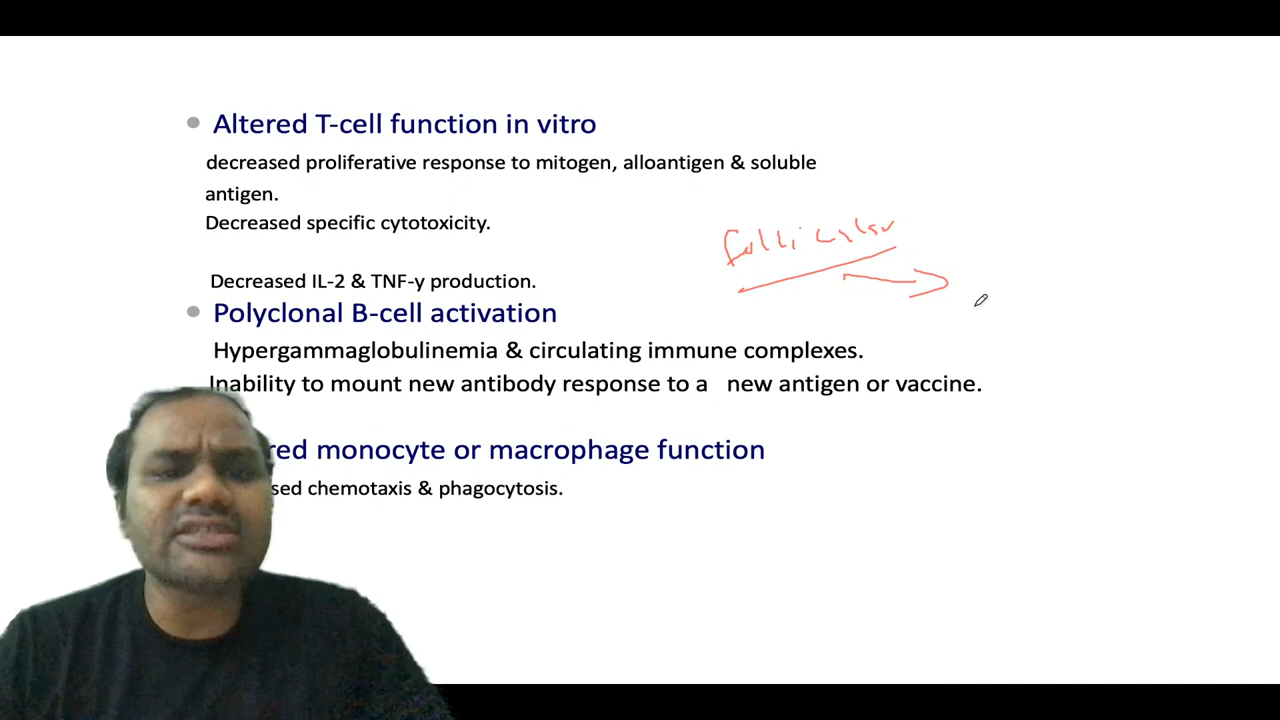 Altered T-cell function in vitro
decreased proliferative response to mitogen, alloantigen & soluble
antigen.
Decreased specific cytotoxicity.
follicular
Decreased IL-2 & TNF-y production.
Polyclonal B-cell activation
Hypergammaglobulinemia & circulating immune complexes.
Inability to mount new antibody response to a new antigen or vaccine.
red monocyte or macrophage function
sed chemotaxis & phagocytosis.